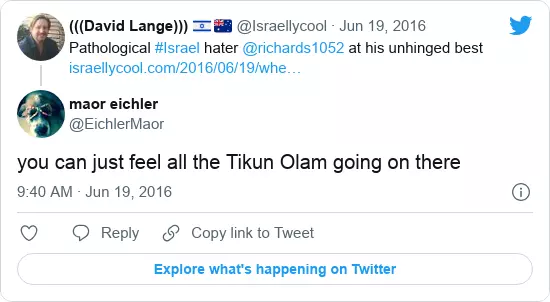 (((David Lange))) 🇮🇱 🇦🇺 @Israellycool · Jun 19, 2016
Pathological #Israel hater @richards1052 at his unhinged best
israellycool.com/2016/06/19/whe…
maor eichler
@EichlerMaor
you can just feel all the Tikun Olam going on there
9:40 AM · Jun 19, 2016
Reply Copy link to Tweet
Explore what's happening on Twitter